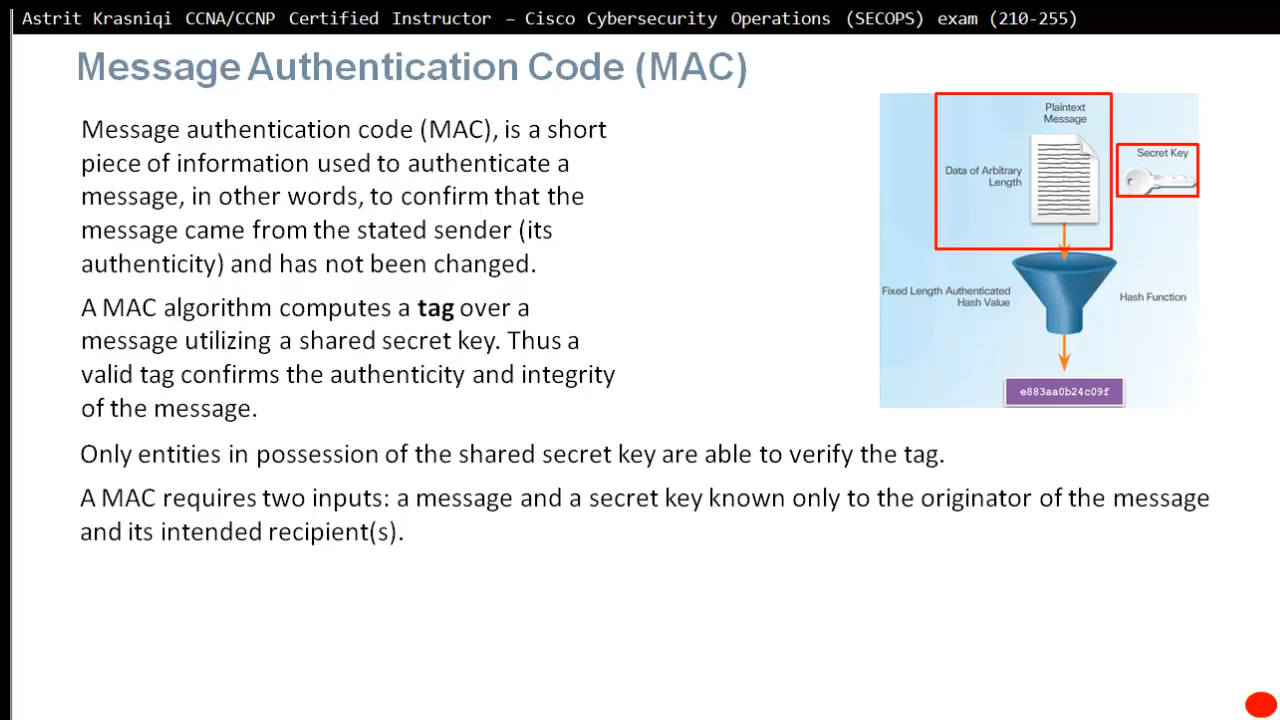 Astrit Krasniqi CCNA/CCNP Certified Instructor – Cisco Cybersecurity Operations (SECOPS) exam (210-255)
Message Authentication Code (MAC)
Message authentication code (MAC), is a short
piece of information used to authenticate a
message, in other words, to confirm that the
message came from the stated sender (its
authenticity) and has not been changed.
A MAC algorithm computes a tag over a
message utilizing a shared secret key. Thus a
valid tag confirms the authenticity and integrity
of the message.
Only entities in possession of the shared secret key are able to verify the tag.
A MAC requires two inputs: a message and a secret key known only to the originator of the message
and its intended recipient(s).
Plaintext
Message
Secret Key
Data of Arbitrary
Length
Fixed Length Authenticated
Hash Value
Hash Function
e883aa0b24c09f